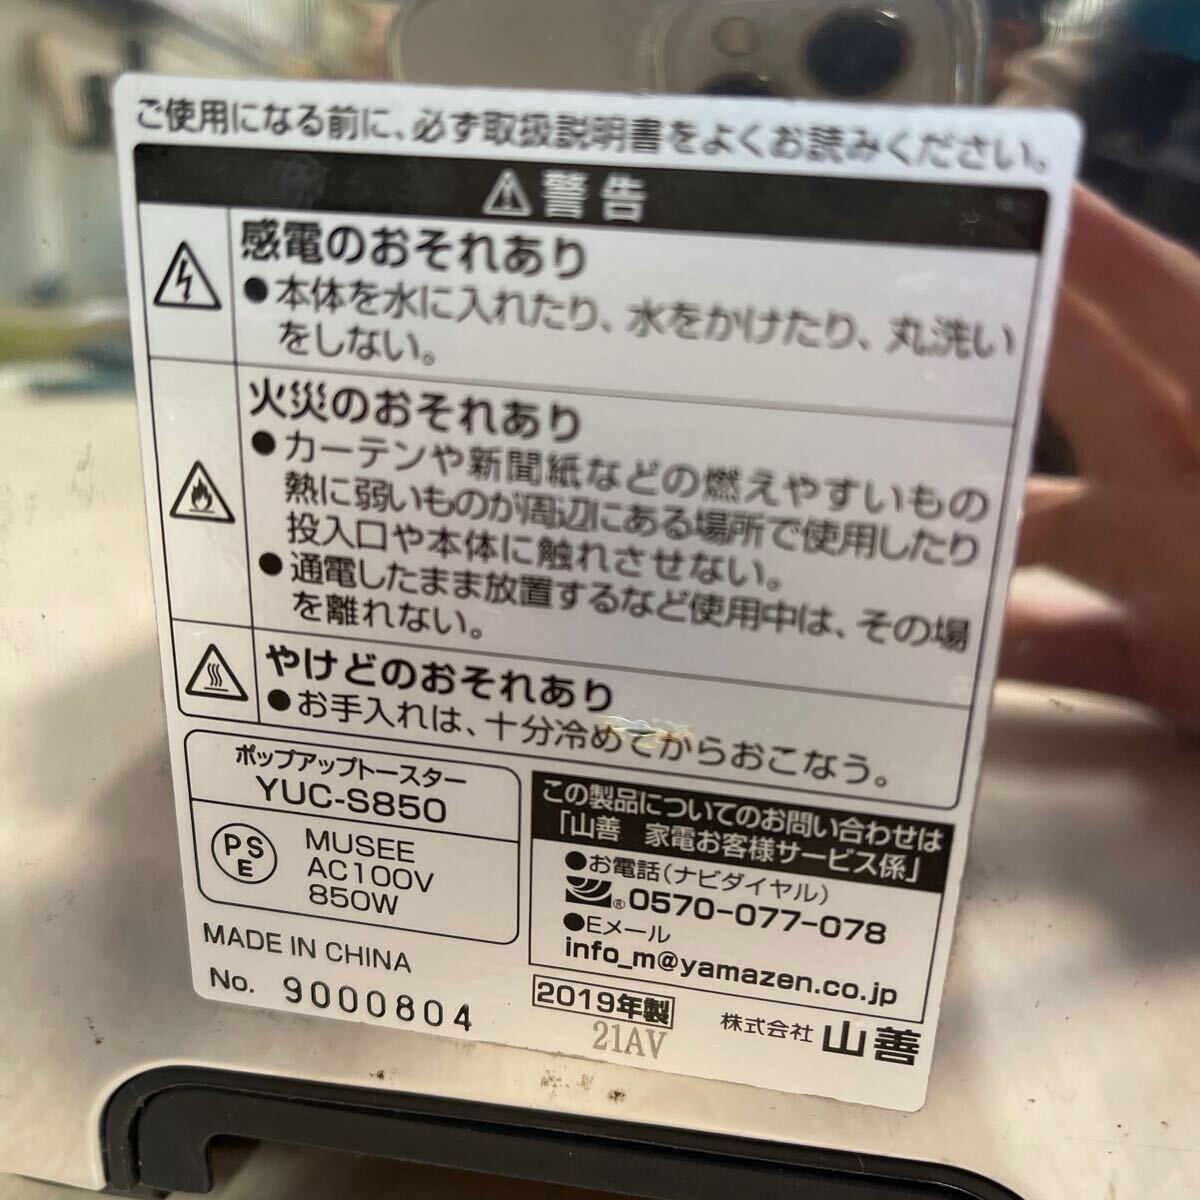 ご使用になる前に、必ず取扱説明書をよくお読みください。
警告
感電のおそれあり
●本体を水に入れたり、水をかけたり、丸洗い
をしない。
火災のおそれあり
●カーテンや新聞紙などの燃えやすいもの
熱に弱いものが周辺にある場所で使用したり
投入口や本体に触れさせない。
●通電したまま放置するなど使用中は、その場
を離れない。
やけどのおそれあり
●お手入れは、十分冷めてからおこなう。
ポップアップトースター
YUC-S850
PSE
MUSEE
AC100V
850W
MADE IN CHINA
No. 9000804
この製品についてのお問い合わせは
「山善 家電お客様サービス係」
●お電話(ナビダイヤル)
®0570-077-078
●Eメール
info_m@yamazen.co.jp
2019年製
21AV
株式会社 山善